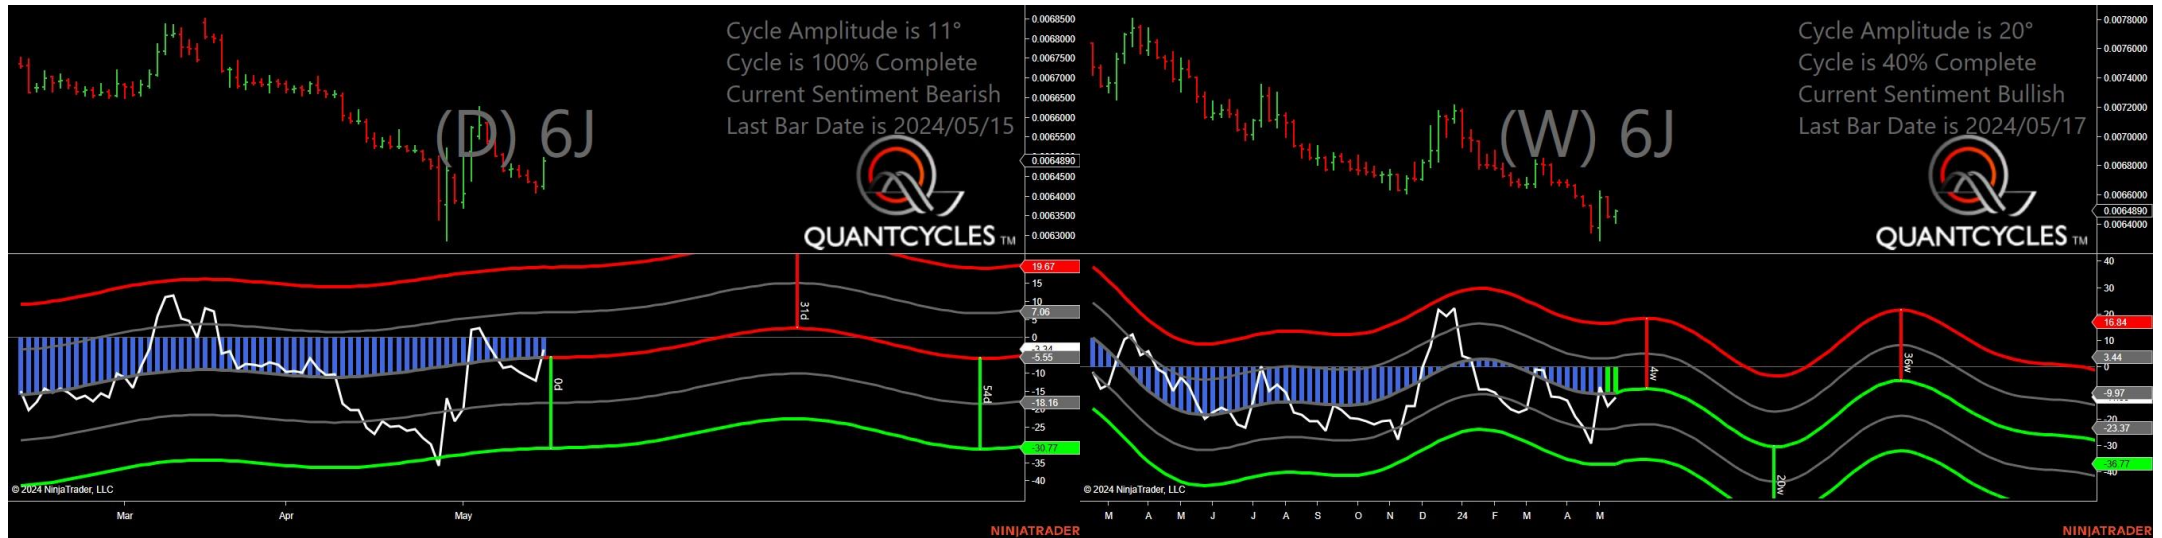 Cycle Amplitude is 11°
Cycle is 100% Complete
Current Sentiment Bearish
Last Bar Date is 2024/05/15
(D) 6J
QUANTCYCLES TM
0.0068500
0.0068000
0.0067500
0.0067000
0.0066500
0.0066000
0.0065500
0.0064890
0.0064500
0.0064000
0.0063500
0.0063000
19.67
15
10
7.06
5
0
-3.34
-5.55
-10
-15
-18.16
-20
-25
-30.77
-35
-40
31d
0d
54d
© 2024 NinjaTrader, LLC
Mar Apr May
NINJATRADER
Cycle Amplitude is 20°
Cycle is 40% Complete
Current Sentiment Bullish
Last Bar Date is 2024/05/17
(W) 6J
QUANTCYCLES TM
0.0078000
0.0076000
0.0074000
0.0072000
0.0070000
0.0068000
0.0066000
0.0064890
0.0064000
40
30
20
16.84
3.44
0
-9.97
-20
-23.37
-30
-36.77
-40
4w
20w
36w
© 2024 NinjaTrader, LLC
M A M J J A S O N D 24 F M A M
NINJATRADER